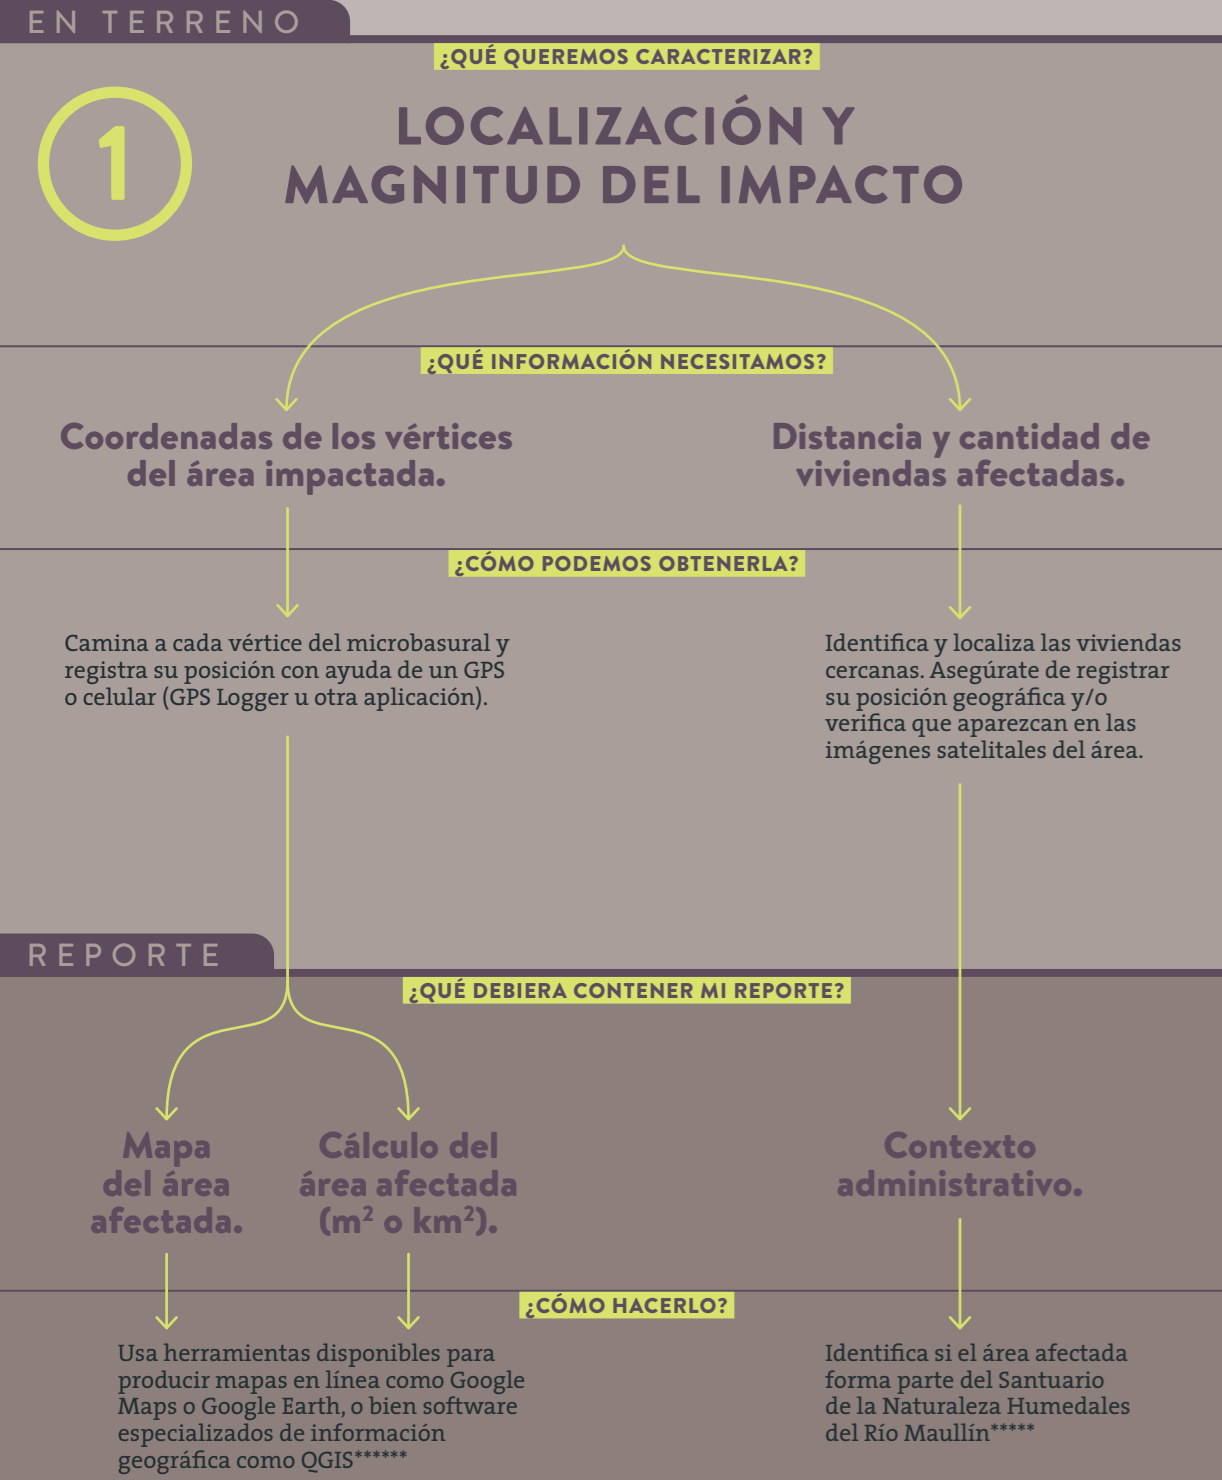 EN TERRENO
¿QUÉ QUEREMOS CARACTERIZAR?
1
LOCALIZACIÓN Y
MAGNITUD DEL IMPACTO
¿QUÉ INFORMACIÓN NECESITAMOS?
Coordenadas de los vértices
del área impactada.
Distancia y cantidad de
viviendas afectadas.
¿CÓMO PODEMOS OBTENERLA?
Camina a cada vértice del microbasural y
registra su posición con ayuda de un GPS
o celular (GPS Logger u otra aplicación).
Identifica y localiza las viviendas
cercanas. Asegúrate de registrar
su posición geográfica y/o
verifica que aparezcan en las
imágenes satelitales del área.
REPORTE
¿QUÉ DEBIERA CONTENER MI REPORTE?
Mapa
del área
afectada.
Cálculo del
área afectada
(m² o km²).
Contexto
administrativo.
¿CÓMO HACERLO?
Usa herramientas disponibles para
producir mapas en línea como Google
Maps o Google Earth, o bien software
especializados de información
geográfica como QGIS******
Identifica si el área afectada
forma parte del Santuario
de la Naturaleza Humedales
del Río Maullín*****